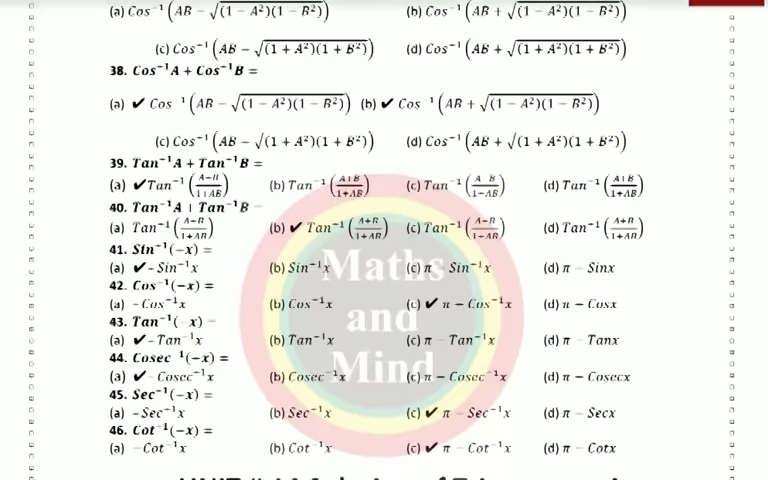 (a) Cos⁻¹(AB − √(1 − A²)(1 − B²)) (b) Cos⁻¹(AB + √(1 − A²)(1 − B²))
(c) Cos⁻¹(AB − √(1 + A²)(1 + B²)) (d) Cos⁻¹(AB + √(1 + A²)(1 + B²))
38. Cos⁻¹A + Cos⁻¹B =
(a) ✔ Cos⁻¹(AB − √(1 − A²)(1 − B²)) (b) ✔ Cos⁻¹(AB + √(1 − A²)(1 − B²))
(c) Cos⁻¹(AB − √(1 + A²)(1 + B²)) (d) Cos⁻¹(AB + √(1 + A²)(1 + B²))
39. Tan⁻¹A + Tan⁻¹B =
(a) ✔Tan⁻¹((A−B)/(1+AB)) (b) Tan⁻¹((A+B)/(1+AB)) (c) Tan⁻¹((A−B)/(1−AB)) (d) Tan⁻¹((A+B)/(1+AB))
40. Tan⁻¹A + Tan⁻¹B =
(a) Tan⁻¹((A−B)/(1+AB)) (b) ✔ Tan⁻¹((A+B)/(1+AB)) (c) Tan⁻¹((A−B)/(1−AB)) (d) Tan⁻¹((A+B)/(1+AB))
41. Sin⁻¹(−x) =
(a) ✔ - Sin⁻¹x (b) Sin⁻¹x (c) π − Sin⁻¹x (d) π − Sinx
42. Cos⁻¹(−x) =
(a) - Cos⁻¹x (b) Cos⁻¹x (c) ✔ π − Cos⁻¹x (d) π − Cosx
43. Tan⁻¹(−x) =
(a) ✔ - Tan⁻¹x (b) Tan⁻¹x (c) π − Tan⁻¹x (d) π − Tanx
44. Cosec⁻¹(−x) =
(a) ✔ - Cosec⁻¹x (b) Cosec⁻¹x (c) π − Cosec⁻¹x (d) π − Cosecx
45. Sec⁻¹(−x) =
(a) - Sec⁻¹x (b) Sec⁻¹x (c) ✔ π − Sec⁻¹x (d) π − Secx
46. Cot⁻¹(−x) =
(a) - Cot⁻¹x (b) Cot⁻¹x (c) ✔ π − Cot⁻¹x (d) π − Cotx
Maths
and
Mind